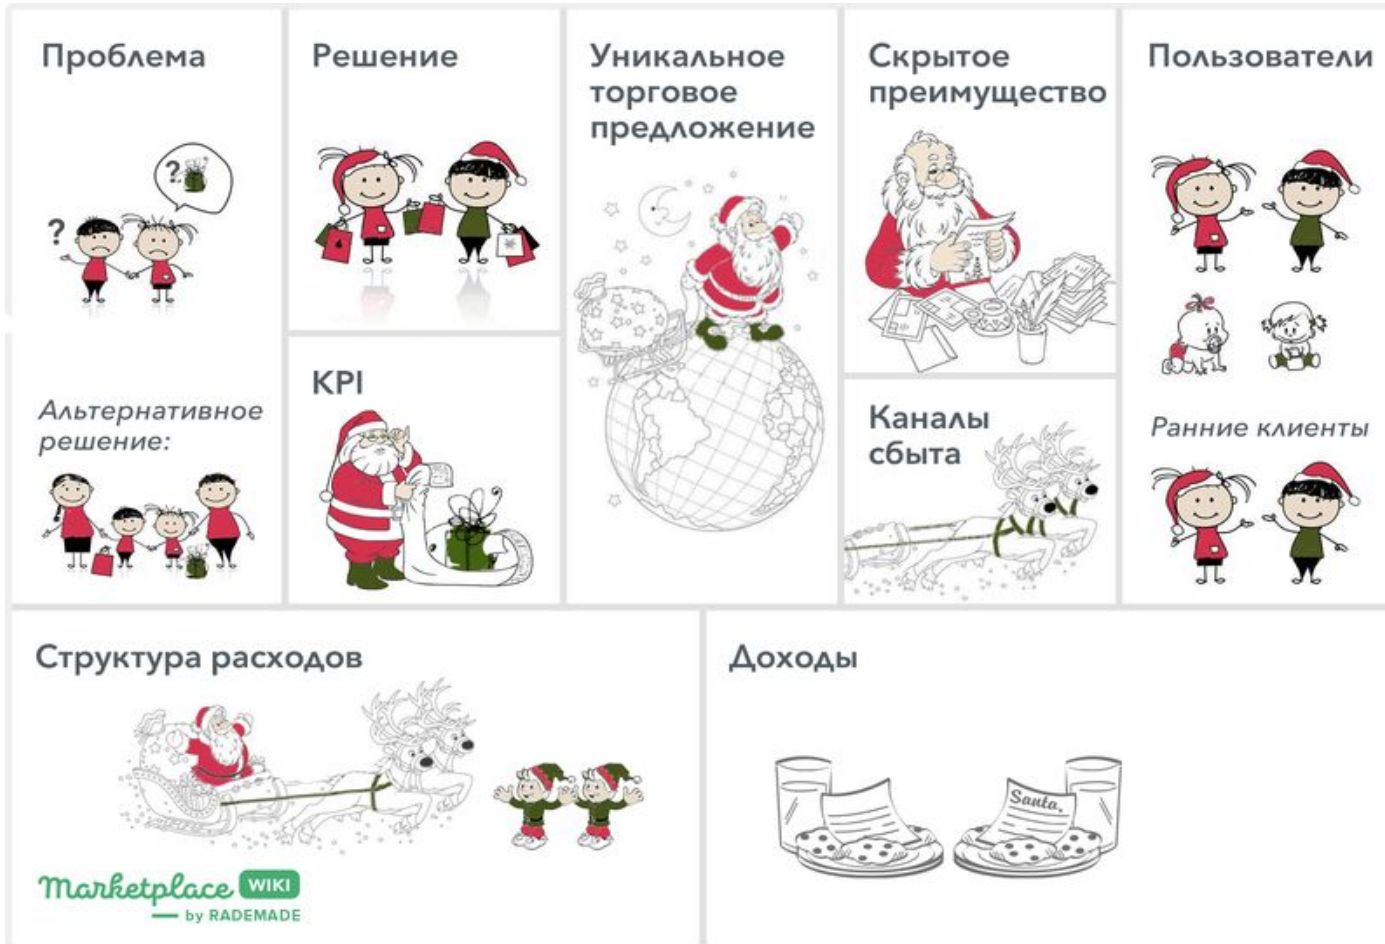 Проблема
?
?
Альтернативное
решение:
Решение
KPI
Уникальное
торговое
предложение
Скрытое
преимущество
Каналы
сбыта
Пользователи
Ранние клиенты
Структура расходов
Marketplace WIKI
by RADEMADE
Доходы
Santa.